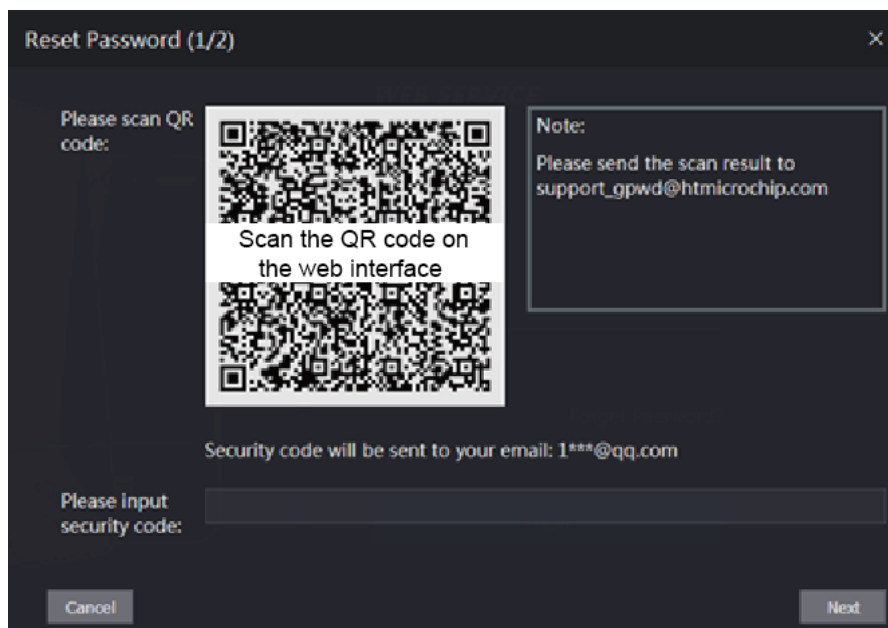 Reset Password (1/2)
WEB SERVICE
Please scan QR
code:
Scan the QR code on
the web interface
Note:
Please send the scan result to
support_gpwd@htmicrochip.com
Security code will be sent to your email: 1***@qq.com
Please input
security code:
Cancel
Next